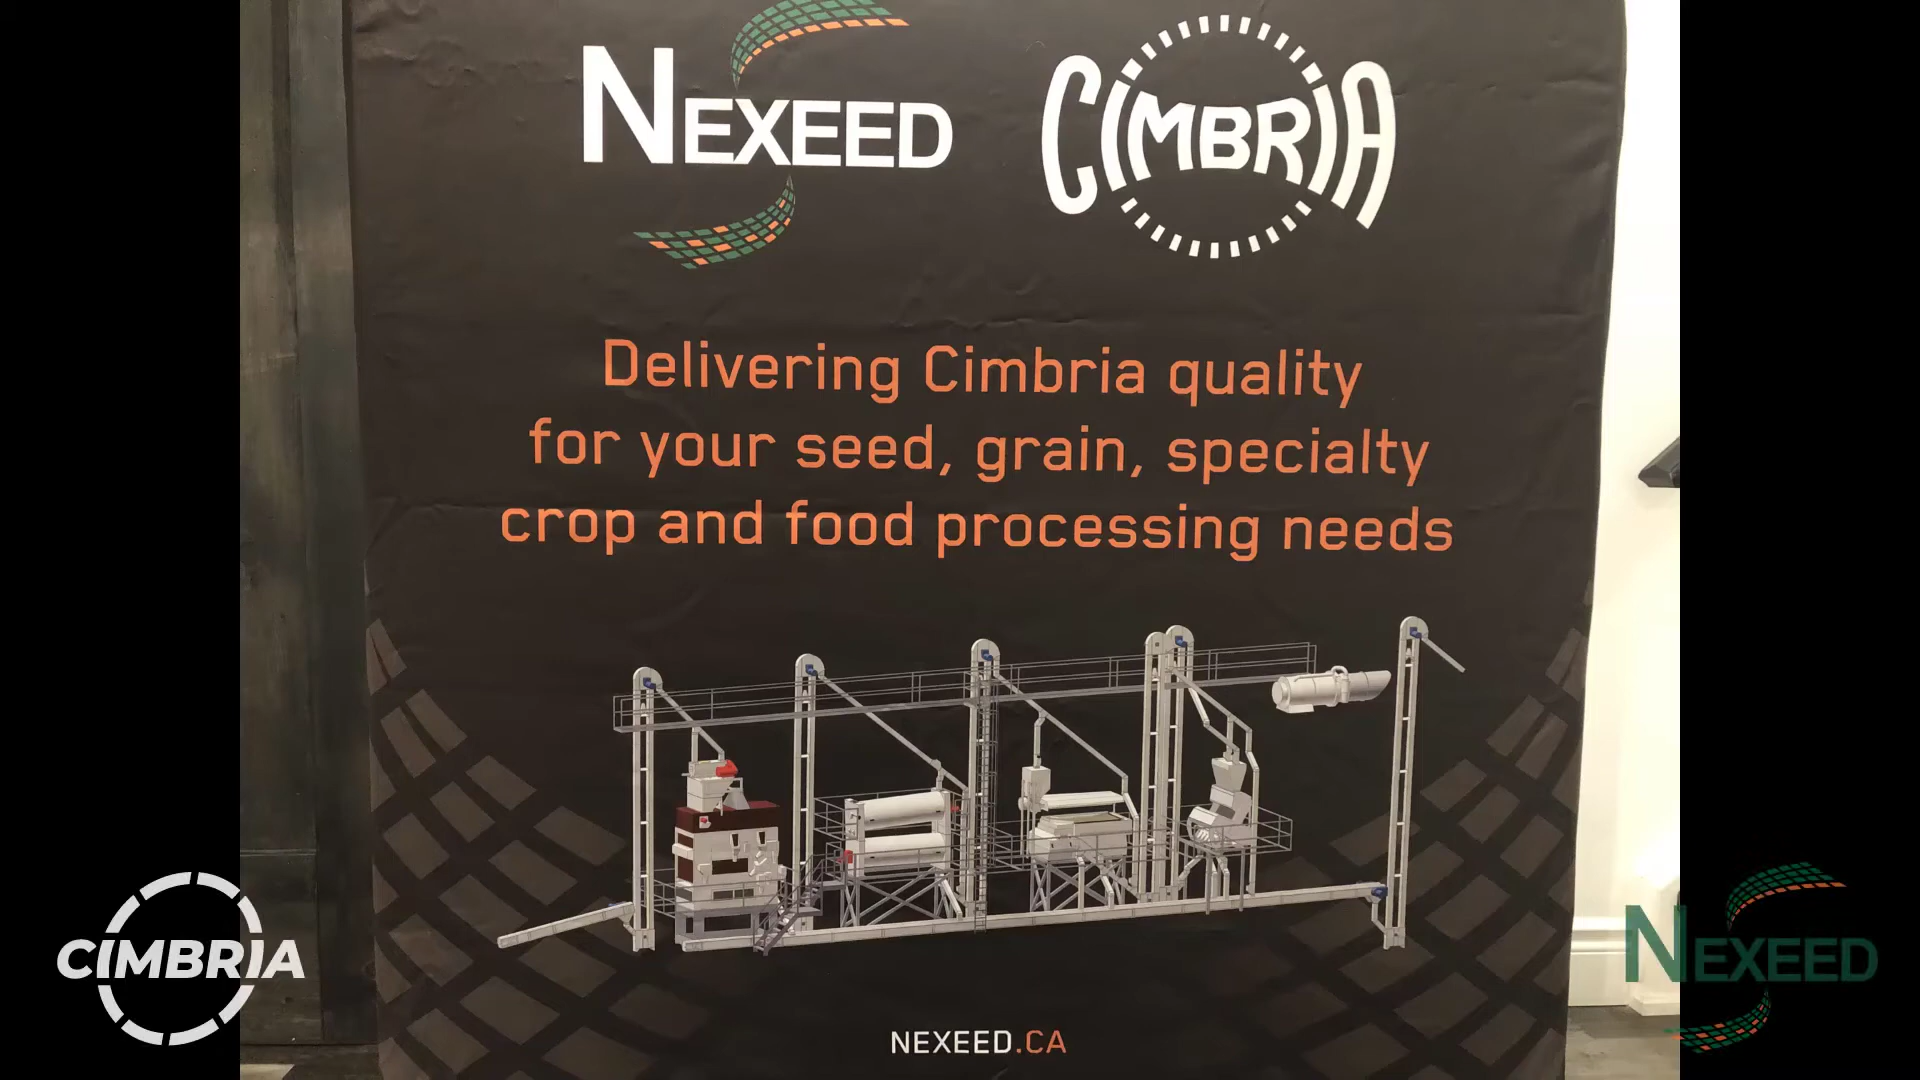 NEXEED
CIMBRIA
Delivering Cimbria quality
for your seed, grain, specialty
crop and food processing needs
NEXEED.CA
CIMBRIA
NEXEED